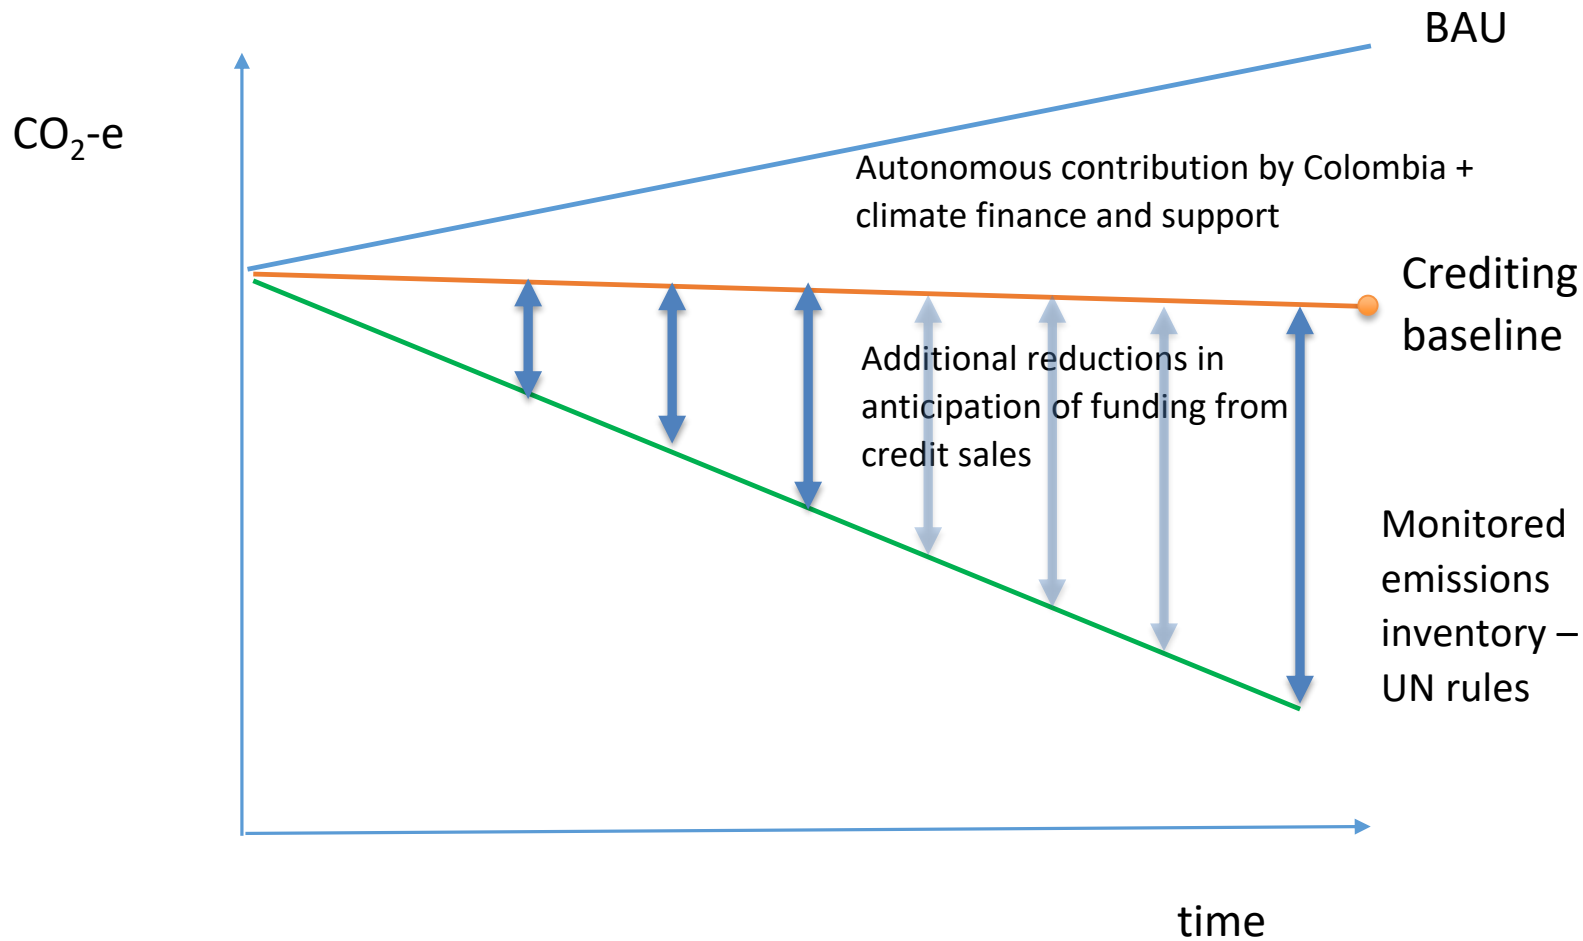 BAU
CO₂-e
Autonomous contribution by Colombia +
climate finance and support
Crediting
baseline
Additional reductions in
anticipation of funding from
credit sales
Monitored
emissions
inventory –
UN rules
time